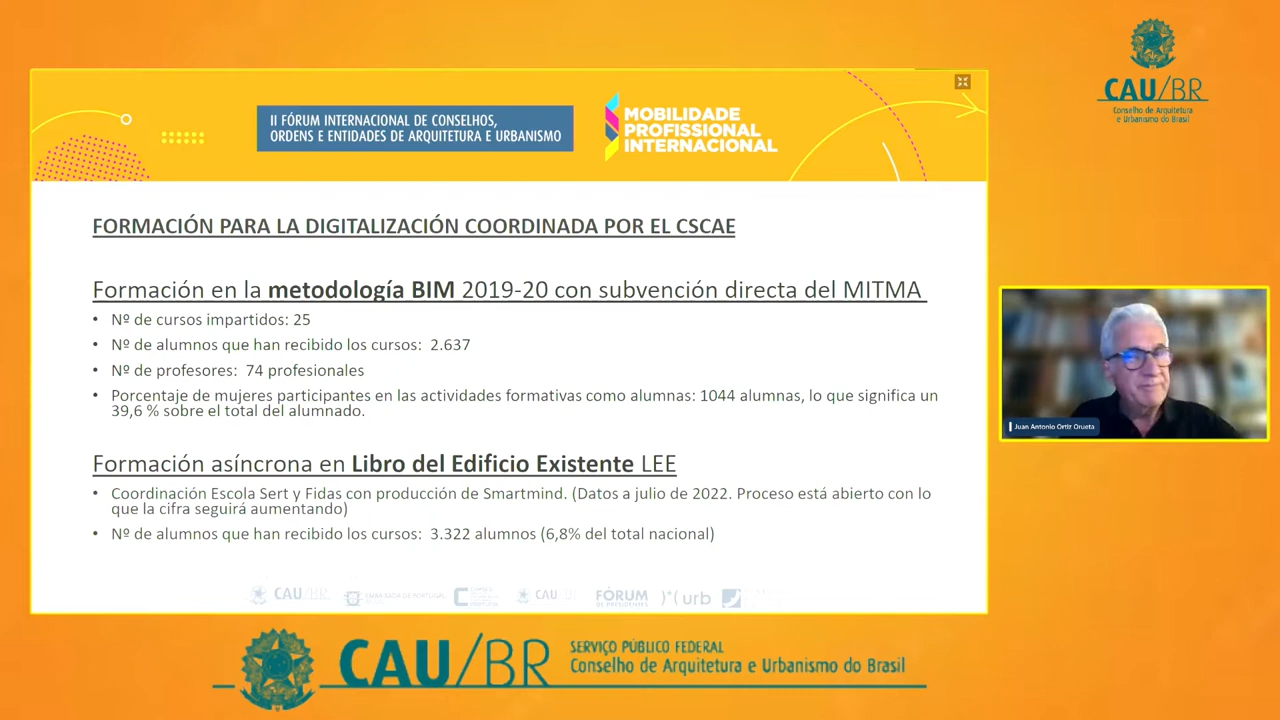 CAU/BR
Conselho de Arquitetura
e Urbanismo do Brasil
II FÓRUM INTERNACIONAL DE CONSELHOS,
ORDENS E ENTIDADES DE ARQUITETURA E URBANISMO
MOBILIDADE
PROFISSIONAL
INTERNACIONAL
FORMACIÓN PARA LA DIGITALIZACIÓN COORDINADA POR EL CSCAE
Formación en la metodología BIM 2019-20 con subvención directa del MITMA
• Nº de cursos impartidos: 25
• Nº de alumnos que han recibido los cursos: 2.637
• Nº de profesores: 74 profesionales
• Porcentaje de mujeres participantes en las actividades formativas como alumnas: 1044 alumnas, lo que significa un
39,6 % sobre el total del alumnado.
Formación asíncrona en Libro del Edificio Existente LEE
• Coordinación Escola Sert y Fidas con producción de Smartmind. (Datos a julio de 2022. Proceso está abierto con lo
que la cifra seguirá aumentando)
• Nº de alumnos que han recibido los cursos: 3.322 alumnos (6,8% del total nacional)
CAU/BR
CAU
FÓRUM
DE PRESIDENTES
urb
Juan Antonio Ortiz Orueta
CAU/BR
SERVIÇO PÚBLICO FEDERAL
Conselho de Arquitetura e Urbanismo do Brasil